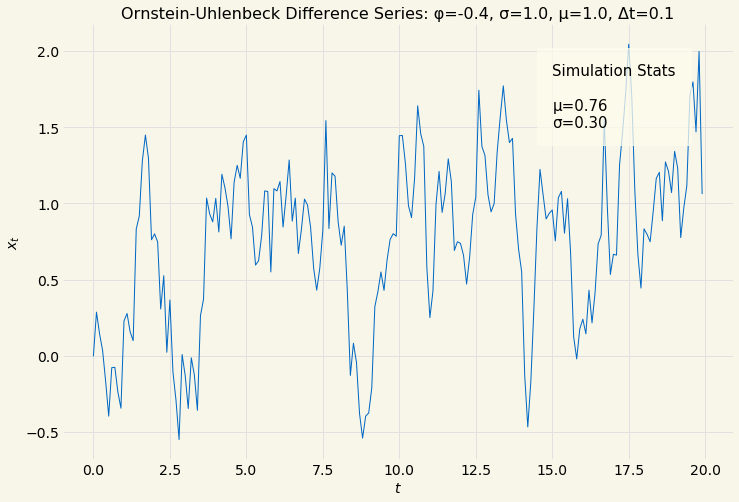 Ornstein-Uhlenbeck Difference Series: φ=-0.4, σ=1.0, μ=1.0, Δt=0.1
Simulation Stats
μ=0.76
σ=0.30
2.0
1.5
1.0
0.5
0.0
−0.5
x_t
0.0 2.5 5.0 7.5 10.0 12.5 15.0 17.5 20.0
t